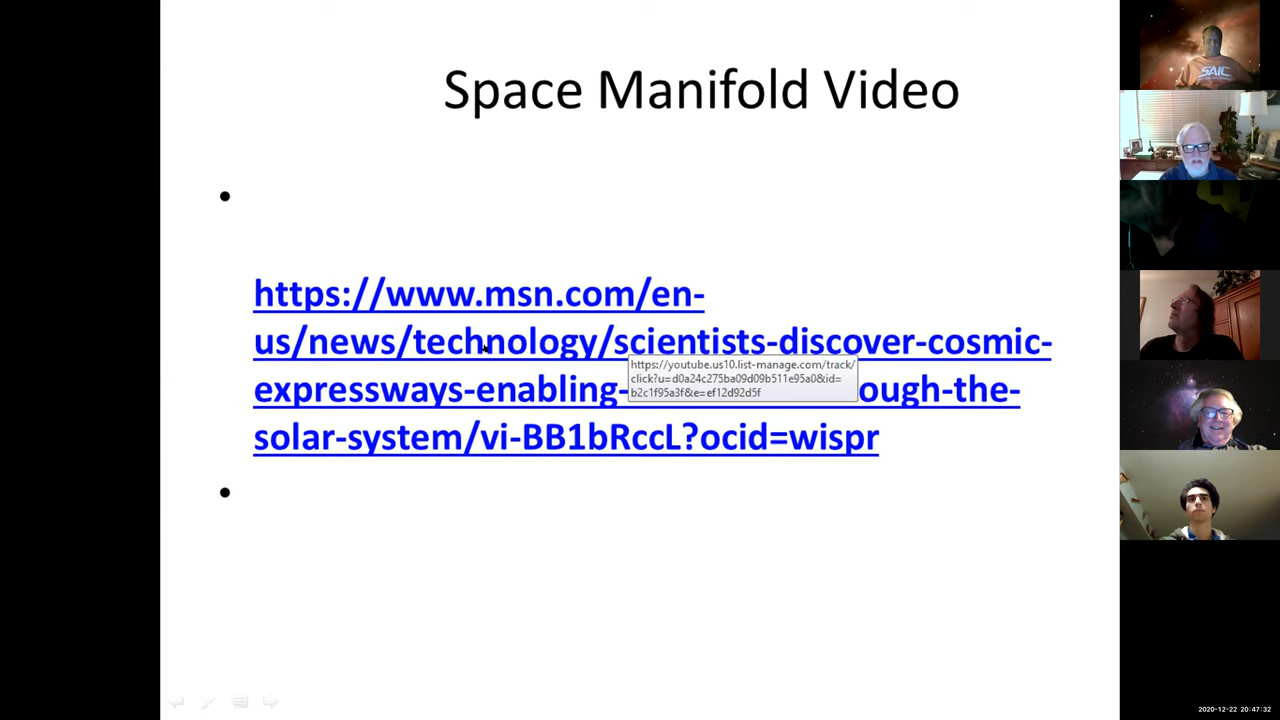 Space Manifold Video
https://www.msn.com/en-
us/news/technology/scientists-discover-cosmic-
expressways-enabling-
ough-the-
solar-system/vi-BB1bRccL?ocid=wispr
https://youtube.us10.list-manage.com/track/
click?u=d0a24c275ba09d09b511e95a0&id=
b2c1f95a3f&e=ef12d92d5f
SAIC
2020-12-22 20:47:32